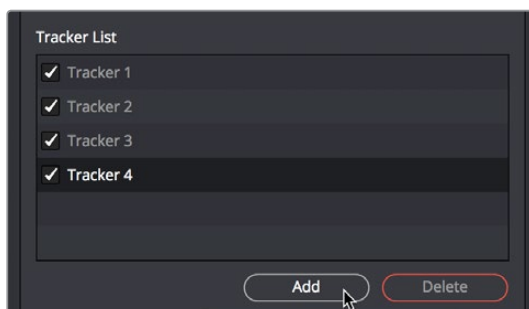 Tracker List
Tracker 1
Tracker 2
Tracker 3
Tracker 4
Add Delete